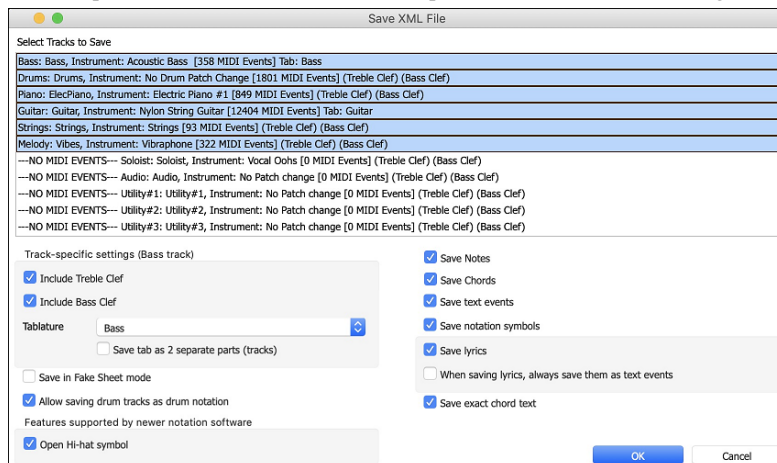 Save XML File
Select Tracks to Save
Bass: Bass, Instrument: Acoustic Bass [358 MIDI Events] Tab: Bass
Drums: Drums, Instrument: No Drum Patch Change [1801 MIDI Events] (Treble Clef) (Bass Clef)
Piano: ElecPiano, Instrument: Electric Piano #1 [849 MIDI Events] (Treble Clef) (Bass Clef)
Guitar: Guitar, Instrument: Nylon String Guitar [12404 MIDI Events] Tab: Guitar
Strings: Strings, Instrument: Strings [93 MIDI Events] (Treble Clef) (Bass Clef)
Melody: Vibes, Instrument: Vibraphone [322 MIDI Events] (Treble Clef) (Bass Clef)
---NO MIDI EVENTS--- Soloist: Soloist, Instrument: Vocal Oohs [0 MIDI Events] (Treble Clef) (Bass Clef)
---NO MIDI EVENTS--- Audio: Audio, Instrument: No Patch change [0 MIDI Events] (Treble Clef) (Bass Clef)
---NO MIDI EVENTS--- Utility#1: Utility#1, Instrument: No Patch change [0 MIDI Events] (Treble Clef) (Bass Clef)
---NO MIDI EVENTS--- Utility#2: Utility#2, Instrument: No Patch change [0 MIDI Events] (Treble Clef) (Bass Clef)
---NO MIDI EVENTS--- Utility#3: Utility#3, Instrument: No Patch change [0 MIDI Events] (Treble Clef) (Bass Clef)
Track-specific settings (Bass track)
Include Treble Clef
Include Bass Clef
Tablature Bass
Save tab as 2 separate parts (tracks)
Save in Fake Sheet mode
Allow saving drum tracks as drum notation
Features supported by newer notation software
Open Hi-hat symbol
Save Notes
Save Chords
Save text events
Save notation symbols
Save lyrics
When saving lyrics, always save them as text events
Save exact chord text
OK Cancel